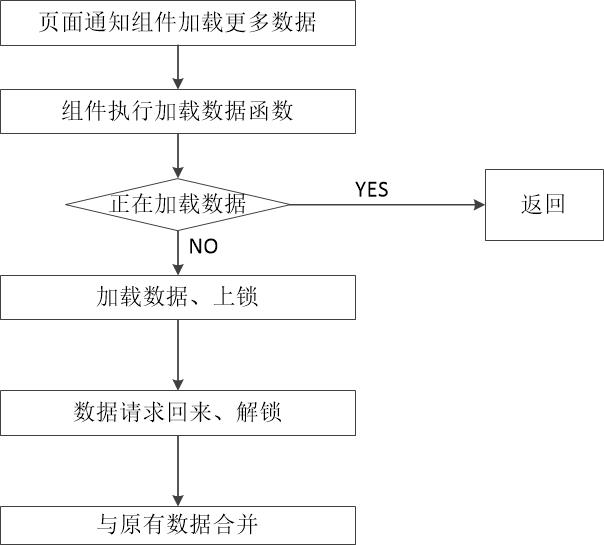 页面通知组件加载更多数据
组件执行加载数据函数
正在加载数据
YES
返回
NO
加载数据、上锁
数据请求回来、解锁
与原有数据合并